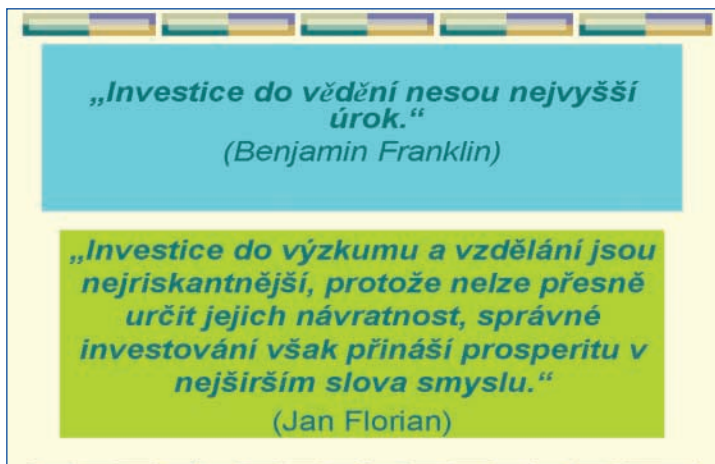 „Investice do vědění nesou nejvyšší
úrok.“
(Benjamin Franklin)
„Investice do výzkumu a vzdělání jsou
nejriskantnější, protože nelze přesně
určit jejich návratnost, správné
investování však přináší prosperitu v
nejširším slova smyslu.“
(Jan Florian)